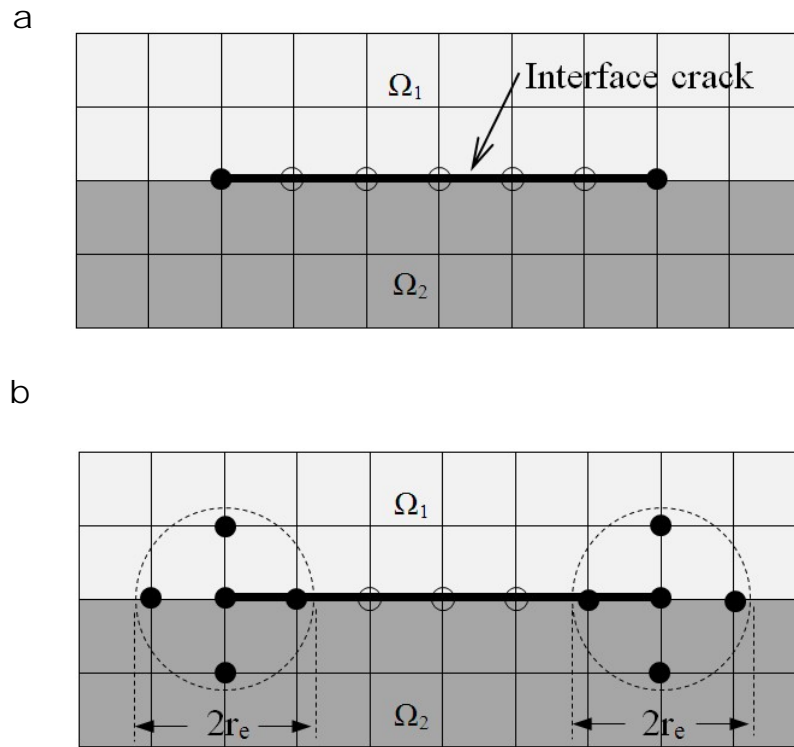 a
Ω₁
Interface crack
Ω₂
b
Ω₁
2rₑ
Ω₂
2rₑ